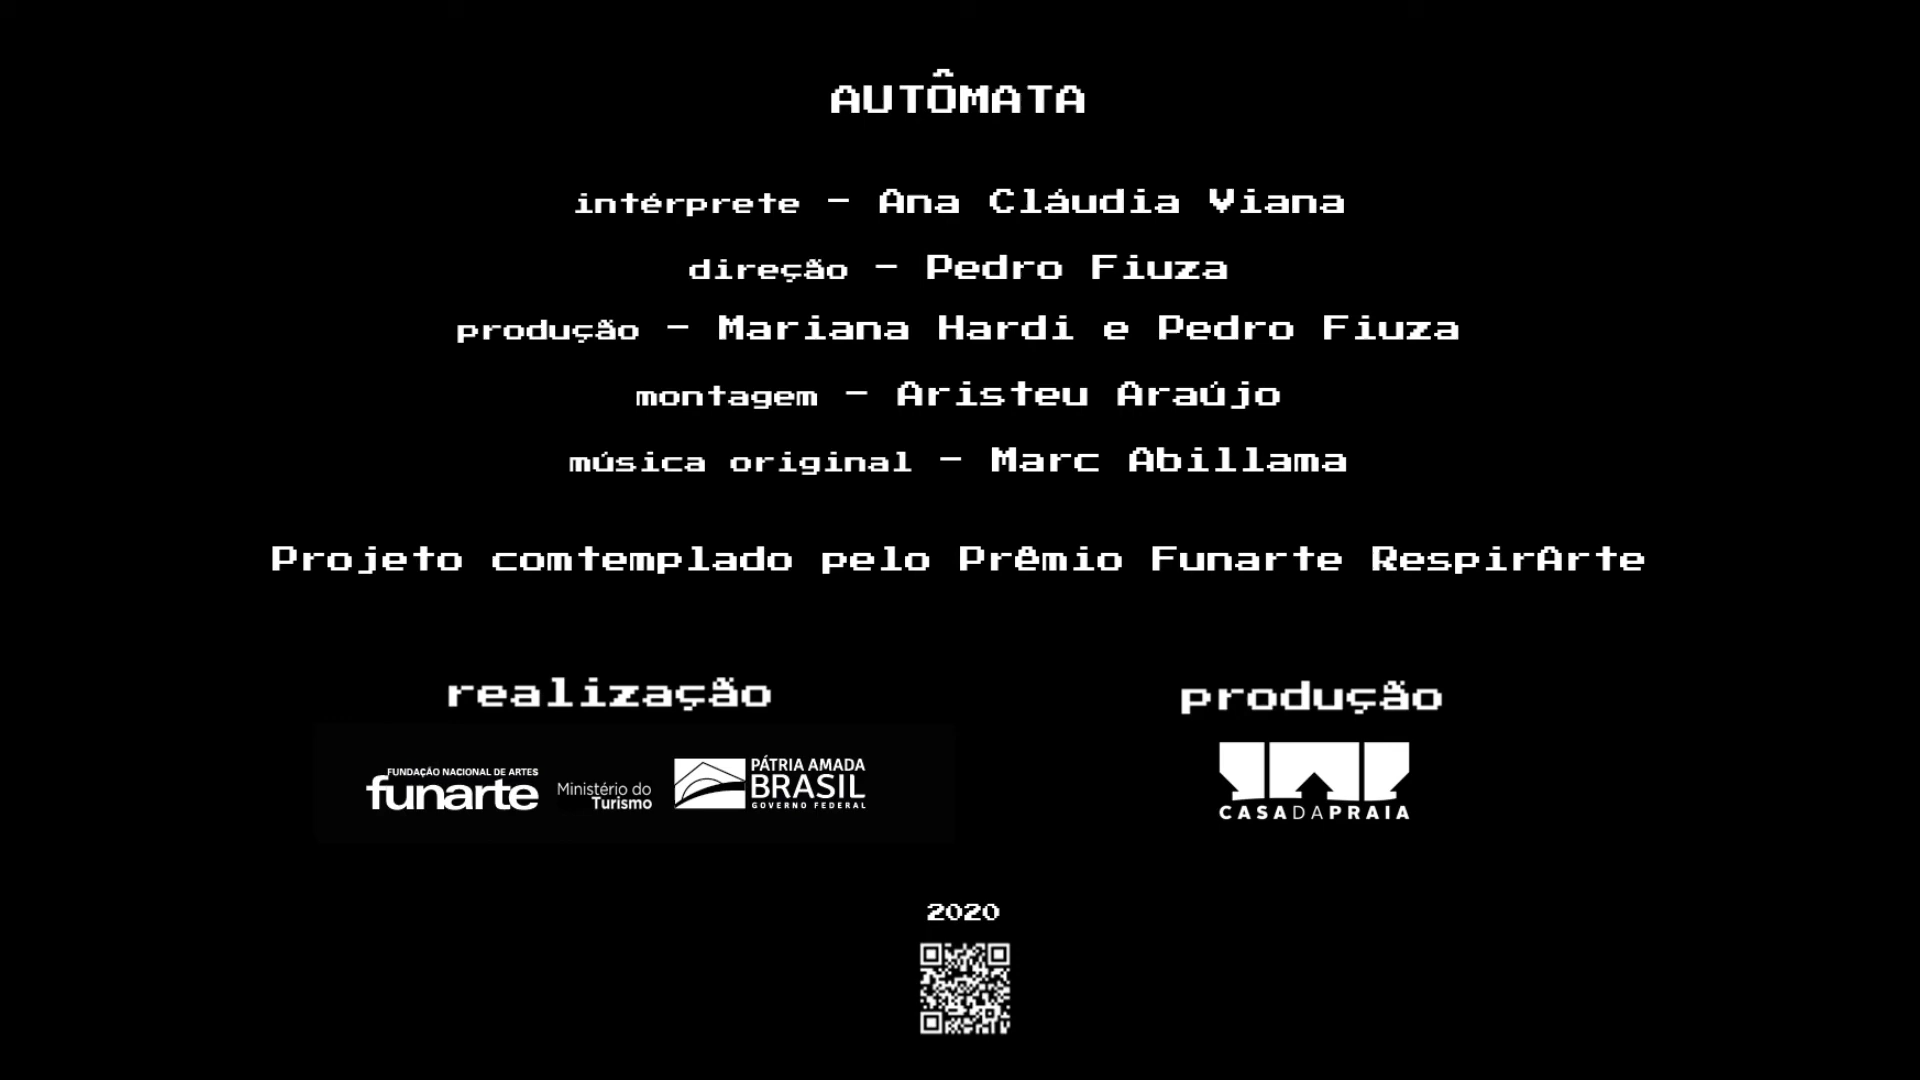 AUTÔMATA
intérprete - Ana Cláudia Viana
direção - Pedro Fiuza
produção - Mariana Hardi e Pedro Fiuza
montagem - Aristeu Araújo
música original - Marc Abillama
Projeto comtemplado pelo Prêmio Funarte RespirArte
realização
produção
FUNDAÇÃO NACIONAL DE ARTES
funarte
Ministério do
Turismo
PÁTRIA AMADA
BRASIL
GOVERNO FEDERAL
CASADAPRAIA
2020